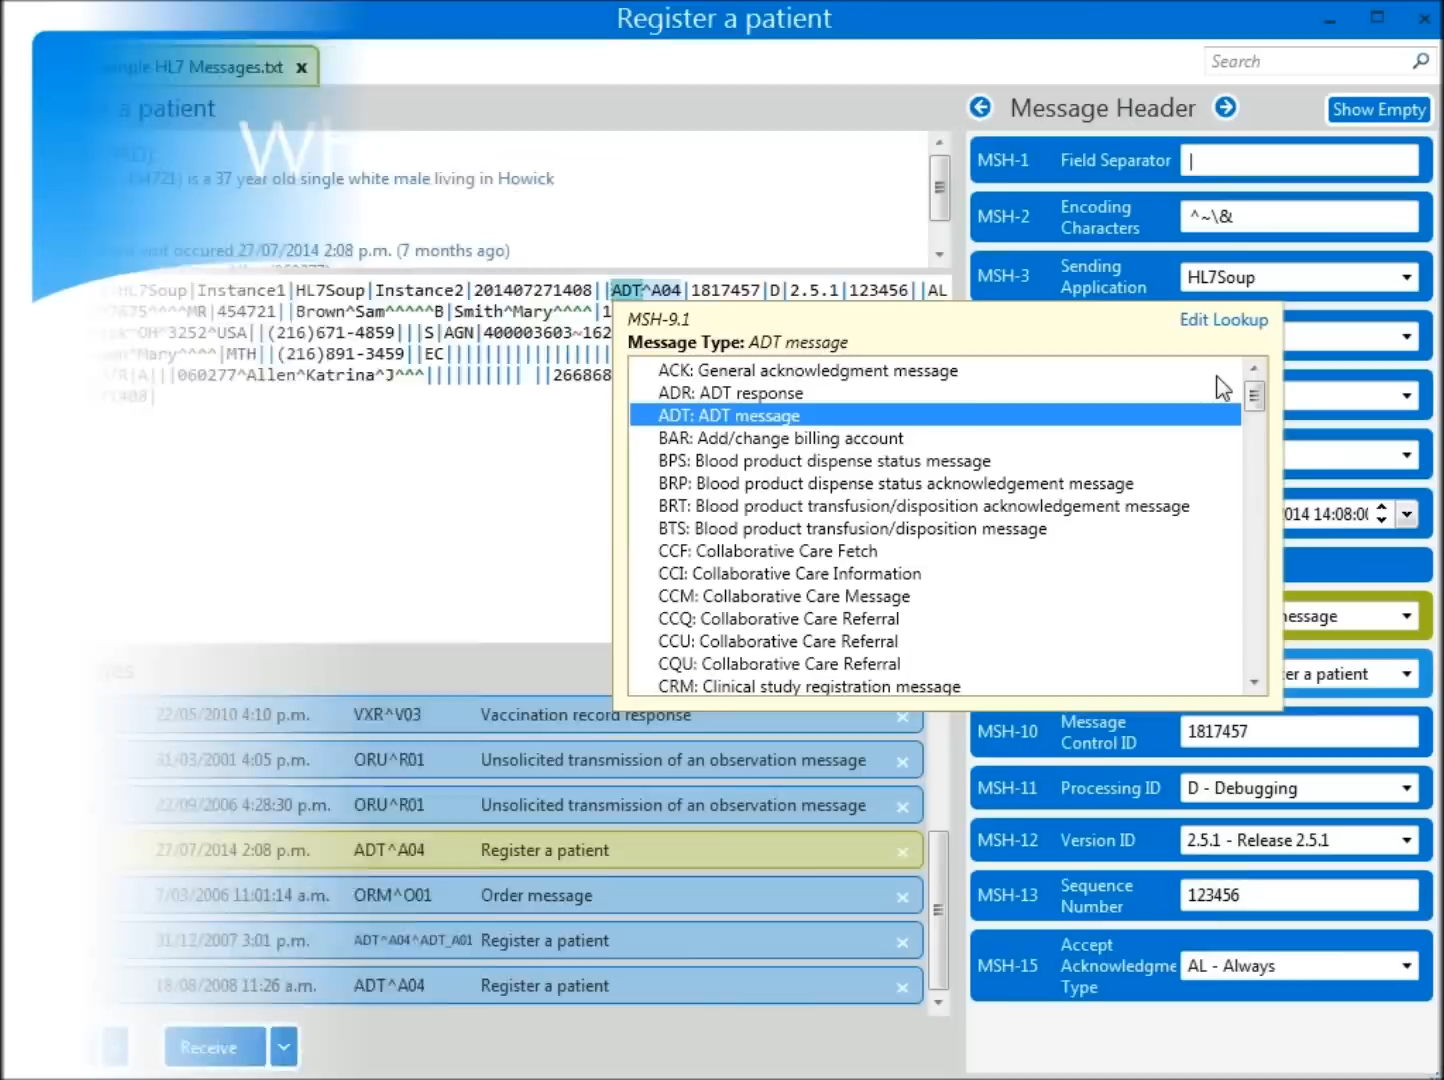 Register a patient
HL7 Messages.txt x
Search
a patient
Message Header
Show Empty
Wh
is a 37 year old single white male living in Howick
occured 27/07/2014 2:08 p.m. (7 months ago)
MSH-1 Field Separator |
MSH-2 Encoding Characters ^~\&
MSH-3 Sending Application HL7Soup
HL7Soup|Instance1|HL7Soup|Instance2|201407271408||ADT^A04|1817457|D|2.5.1|123456||AL
^^^^MR|454721||Brown^Sam^^^^^B|Smith^Mary^^^^|1
^OH^3252^USA||(216)671-4859|||S|AGN|400003603~162
^Mary^^^^|MTH||(216)891-3459||EC|||||||||||||||
|A|||060277^Allen^Katrina^J^^^|||||||||| ||266868
MSH-9.1
Edit Lookup
Message Type: ADT message
ACK: General acknowledgment message
ADR: ADT response
ADT: ADT message
BAR: Add/change billing account
BPS: Blood product dispense status message
BRP: Blood product dispense status acknowledgement message
BRT: Blood product transfusion/disposition acknowledgement message
BTS: Blood product transfusion/disposition message
CCF: Collaborative Care Fetch
CCI: Collaborative Care Information
CCM: Collaborative Care Message
CCQ: Collaborative Care Referral
CCU: Collaborative Care Referral
CQU: Collaborative Care Referral
CRM: Clinical study registration message
014 14:08:0
essage
er a patient
22/05/2010 4:10 p.m. VXR^V03 Vaccination record response
31/03/2001 4:05 p.m. ORU^R01 Unsolicited transmission of an observation message
22/09/2006 4:28:30 p.m. ORU^R01 Unsolicited transmission of an observation message
27/07/2014 2:08 p.m. ADT^A04 Register a patient
7/03/2006 11:01:14 a.m. ORM^O01 Order message
31/12/2007 3:01 p.m. ADT^A04^ADT_A01 Register a patient
18/08/2008 11:26 a.m. ADT^A04 Register a patient
MSH-10 Message Control ID 1817457
MSH-11 Processing ID D - Debugging
MSH-12 Version ID 2.5.1 - Release 2.5.1
MSH-13 Sequence Number 123456
MSH-15 Accept Acknowledgme Type AL - Always
Receive